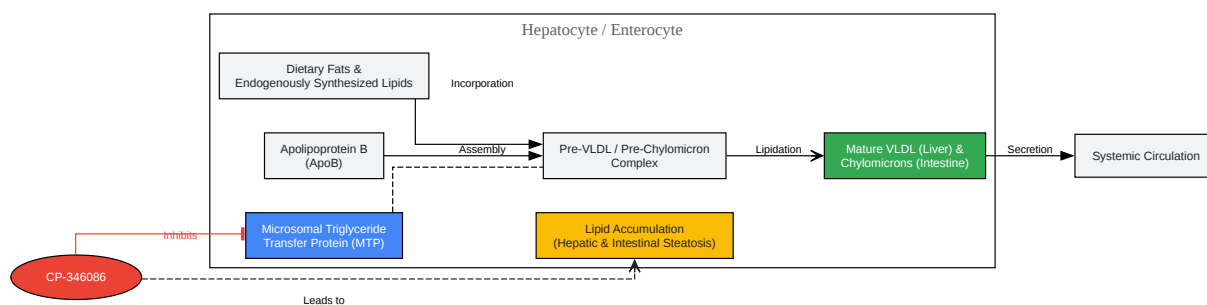 Hepatocyte / Enterocyte
Dietary Fats &
Endogenously Synthesized Lipids
Incorporation
Apolipoprotein B
(ApoB)
Assembly
Pre-VLDL / Pre-Chylomicron
Complex
Lipidation
Mature VLDL (Liver) &
Chylomicrons (Intestine)
Secretion
Systemic Circulation
Inhibits
Microsomal Triglyceride
Transfer Protein (MTP)
Lipid Accumulation
(Hepatic & Intestinal Steatosis)
CP-346086
Leads to